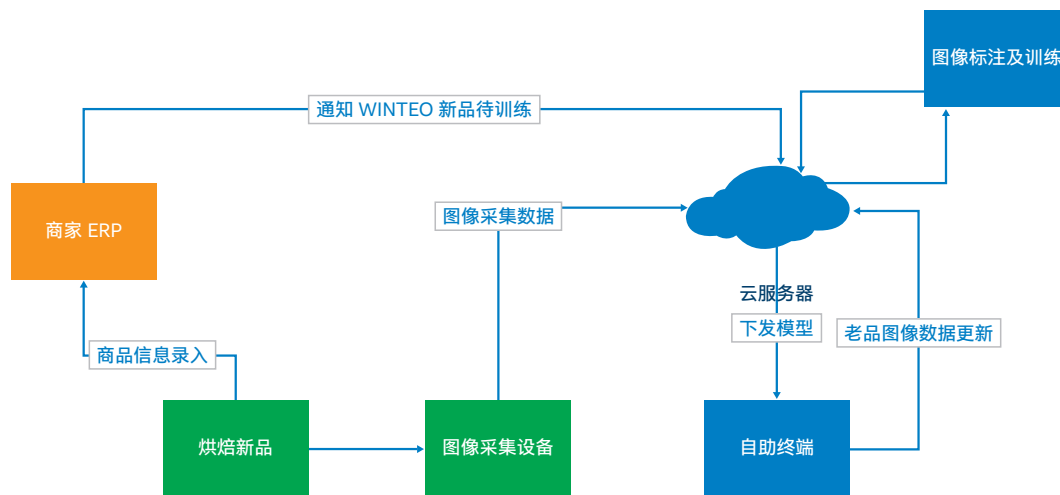 图像标注及训练
通知 WINTEO 新品待训练
商家 ERP
图像采集数据
云服务器
下发模型
老品图像数据更新
商品信息录入
烘焙新品
图像采集设备
自助终端